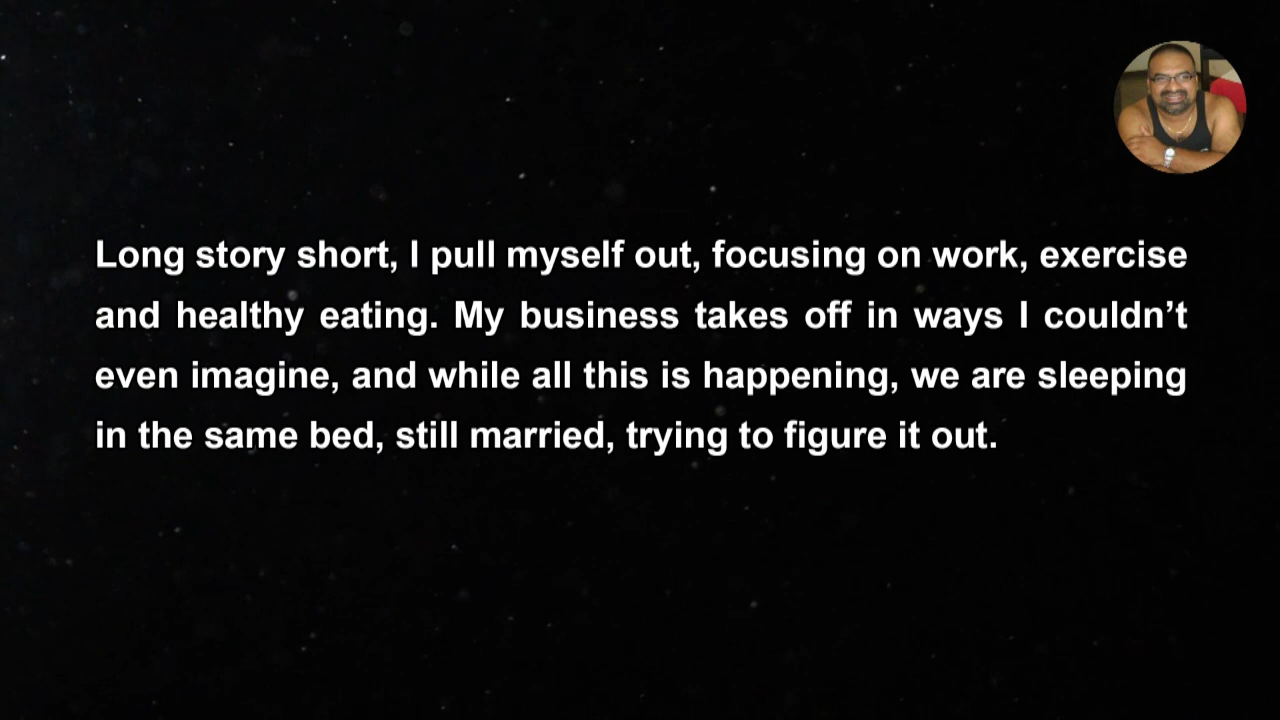 Long story short, I pull myself out, focusing on work, exercise
and healthy eating. My business takes off in ways I couldn’t
even imagine, and while all this is happening, we are sleeping
in the same bed, still married, trying to figure it out.